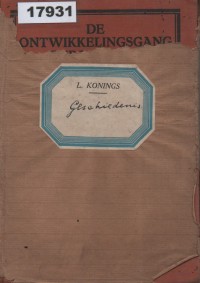 17931
DE
ONTWIKKELINGSGANG
L. KONINGS
Geschiedenis